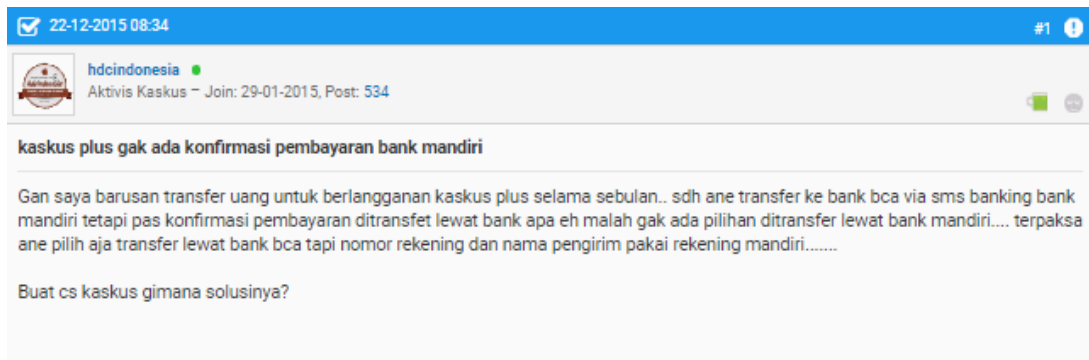 22-12-2015 08:34
#1
hdcindonesia
Aktivis Kaskus - Join: 29-01-2015, Post: 534
kaskus plus gak ada konfirmasi pembayaran bank mandiri
Gan saya barusan transfer uang untuk berlangganan kaskus plus selama sebulan.. sdh ane transfer ke bank bca via sms banking bank
mandiri tetapi pas konfirmasi pembayaran ditransfet lewat bank apa eh malah gak ada pilihan ditransfer lewat bank mandiri.... terpaksa
ane pilih aja transfer lewat bank bca tapi nomor rekening dan nama pengirim pakai rekening mandiri.......
Buat cs kaskus gimana solusinya?